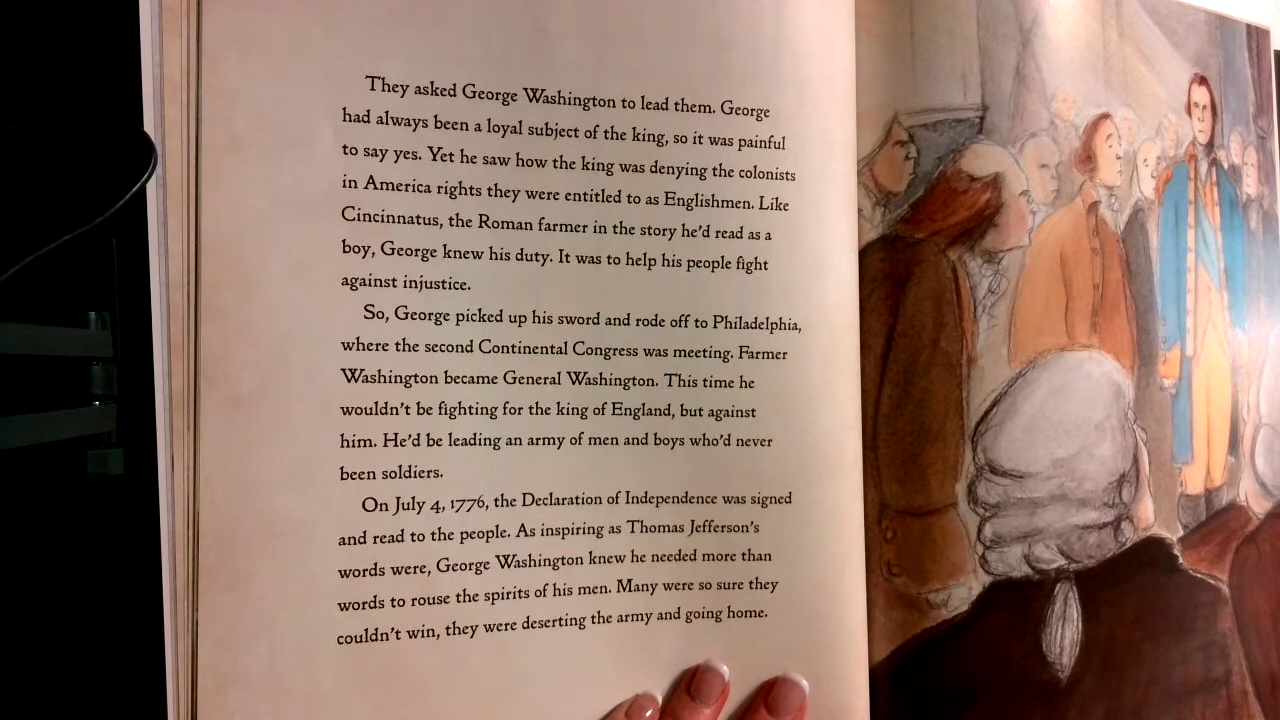 They asked George Washington to lead them. George
had always been a loyal subject of the king, so it was painful
to say yes. Yet he saw how the king was denying the colonists
in America rights they were entitled to as Englishmen. Like
Cincinnatus, the Roman farmer in the story he'd read as a
boy, George knew his duty. It was to help his people fight
against injustice.
So, George picked up his sword and rode off to Philadelphia,
where the second Continental Congress was meeting. Farmer
Washington became General Washington. This time he
wouldn't be fighting for the king of England, but against
him. He'd be leading an army of men and boys who'd never
been soldiers.
On July 4, 1776, the Declaration of Independence was signed
and read to the people. As inspiring as Thomas Jefferson's
words were, George Washington knew he needed more than
words to rouse the spirits of his men. Many were so sure they
couldn't win, they were deserting the army and going home.